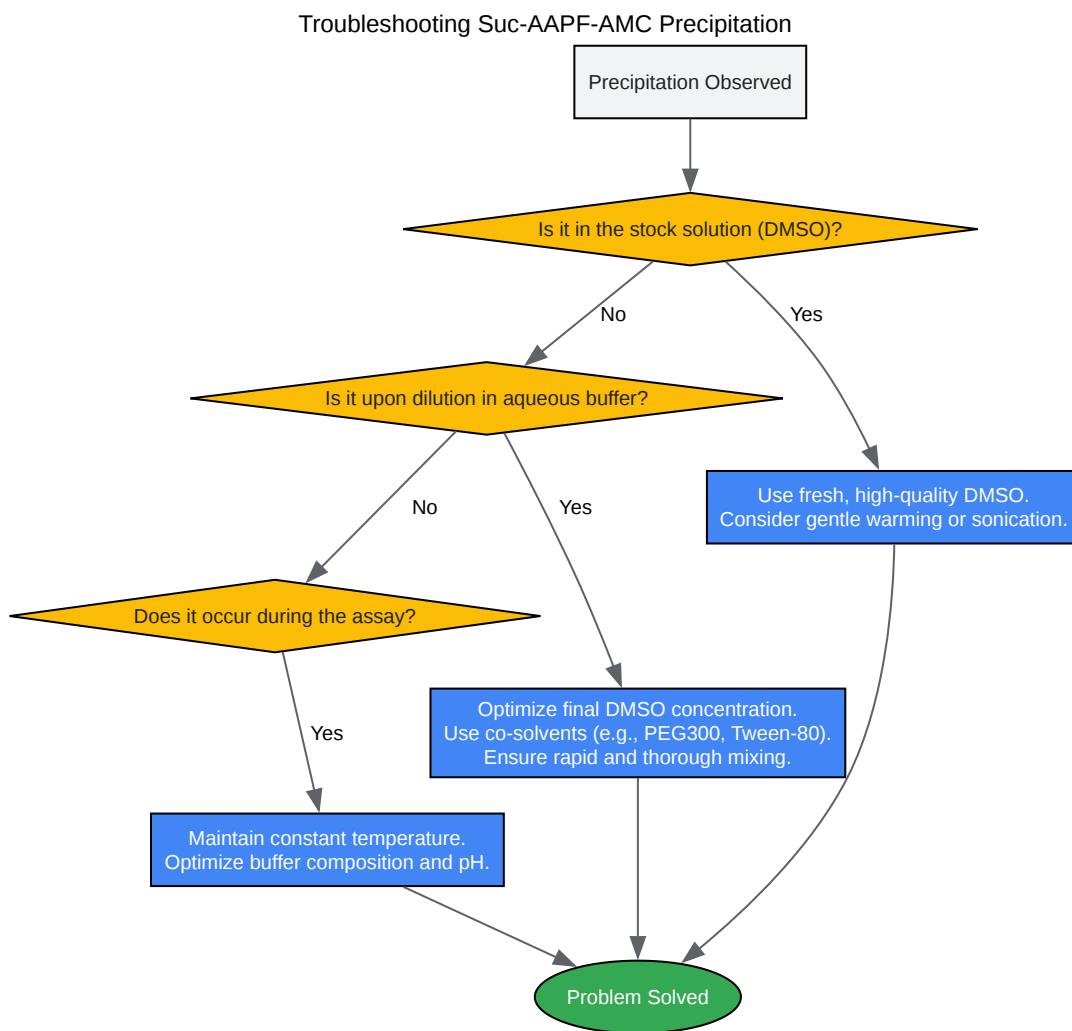 Troubleshooting Suc-AAPF-AMC Precipitation
Precipitation Observed
Is it in the stock solution (DMSO)?
No
Yes
Is it upon dilution in aqueous buffer?
Use fresh, high-quality DMSO.
Consider gentle warming or sonication.
No
Yes
Does it occur during the assay?
Optimize final DMSO concentration.
Use co-solvents (e.g., PEG300, Tween-80).
Ensure rapid and thorough mixing.
Yes
Maintain constant temperature.
Optimize buffer composition and pH.
Problem Solved